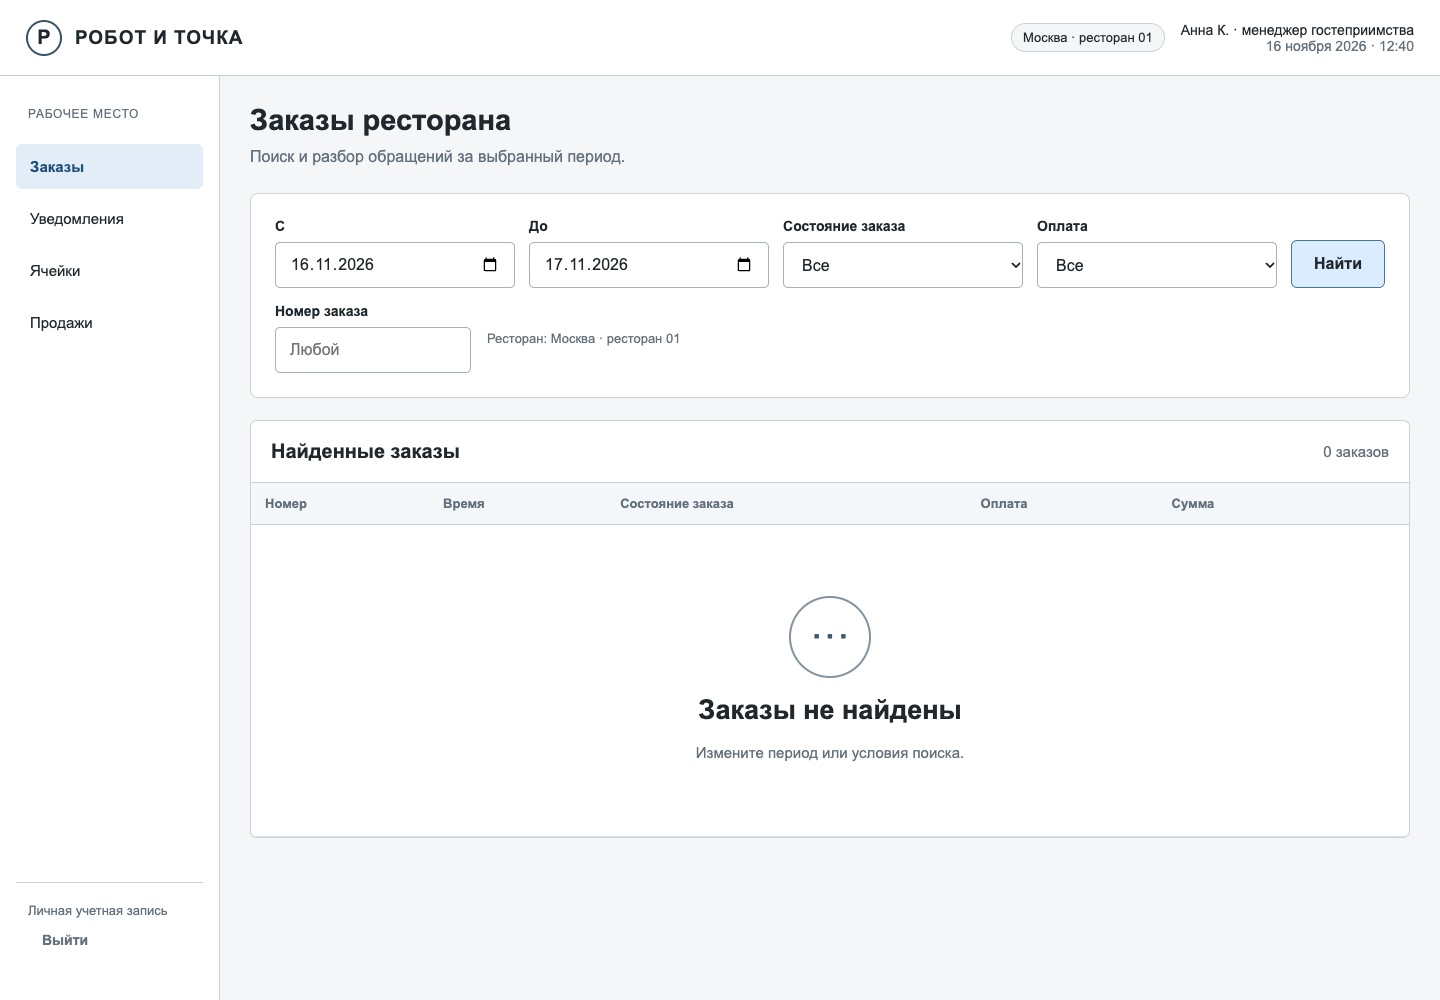 Р РОБОТ И ТОЧКА
Москва · ресторан 01
Анна К. · менеджер гостеприимства
16 ноября 2026 · 12:40
РАБОЧЕЕ МЕСТО
Заказы
Уведомления
Ячейки
Продажи
Личная учетная запись
Выйти
Заказы ресторана
Поиск и разбор обращений за выбранный период.
С
До
Состояние заказа
Оплата
16.11.2026
17.11.2026
Все
Все
Найти
Номер заказа
Любой
Ресторан: Москва · ресторан 01
Найденные заказы
0 заказов
Номер
Время
Состояние заказа
Оплата
Сумма
Заказы не найдены
Измените период или условия поиска.